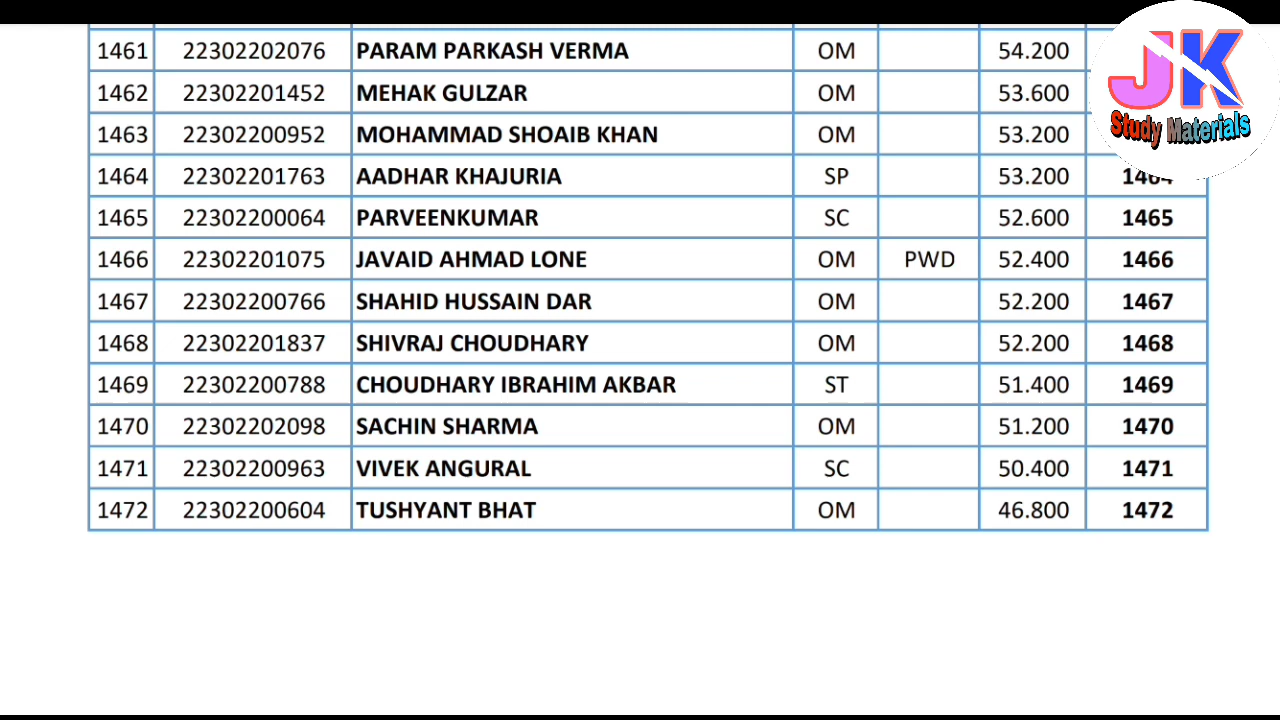 1461 22302202076 PARAM PARKASH VERMA OM 54.200
1462 22302201452 MEHAK GULZAR OM 53.600
1463 22302200952 MOHAMMAD SHOAIB KHAN OM 53.200
1464 22302201763 AADHAR KHAJURIA SP 53.200 1464
1465 22302200064 PARVEENKUMAR SC 52.600 1465
1466 22302201075 JAVAID AHMAD LONE OM PWD 52.400 1466
1467 22302200766 SHAHID HUSSAIN DAR OM 52.200 1467
1468 22302201837 SHIVRAJ CHOUDHARY OM 52.200 1468
1469 22302200788 CHOUDHARY IBRAHIM AKBAR ST 51.400 1469
1470 22302202098 SACHIN SHARMA OM 51.200 1470
1471 22302200963 VIVEK ANGURAL SC 50.400 1471
1472 22302200604 TUSHYANT BHAT OM 46.800 1472
JK
Study Materials